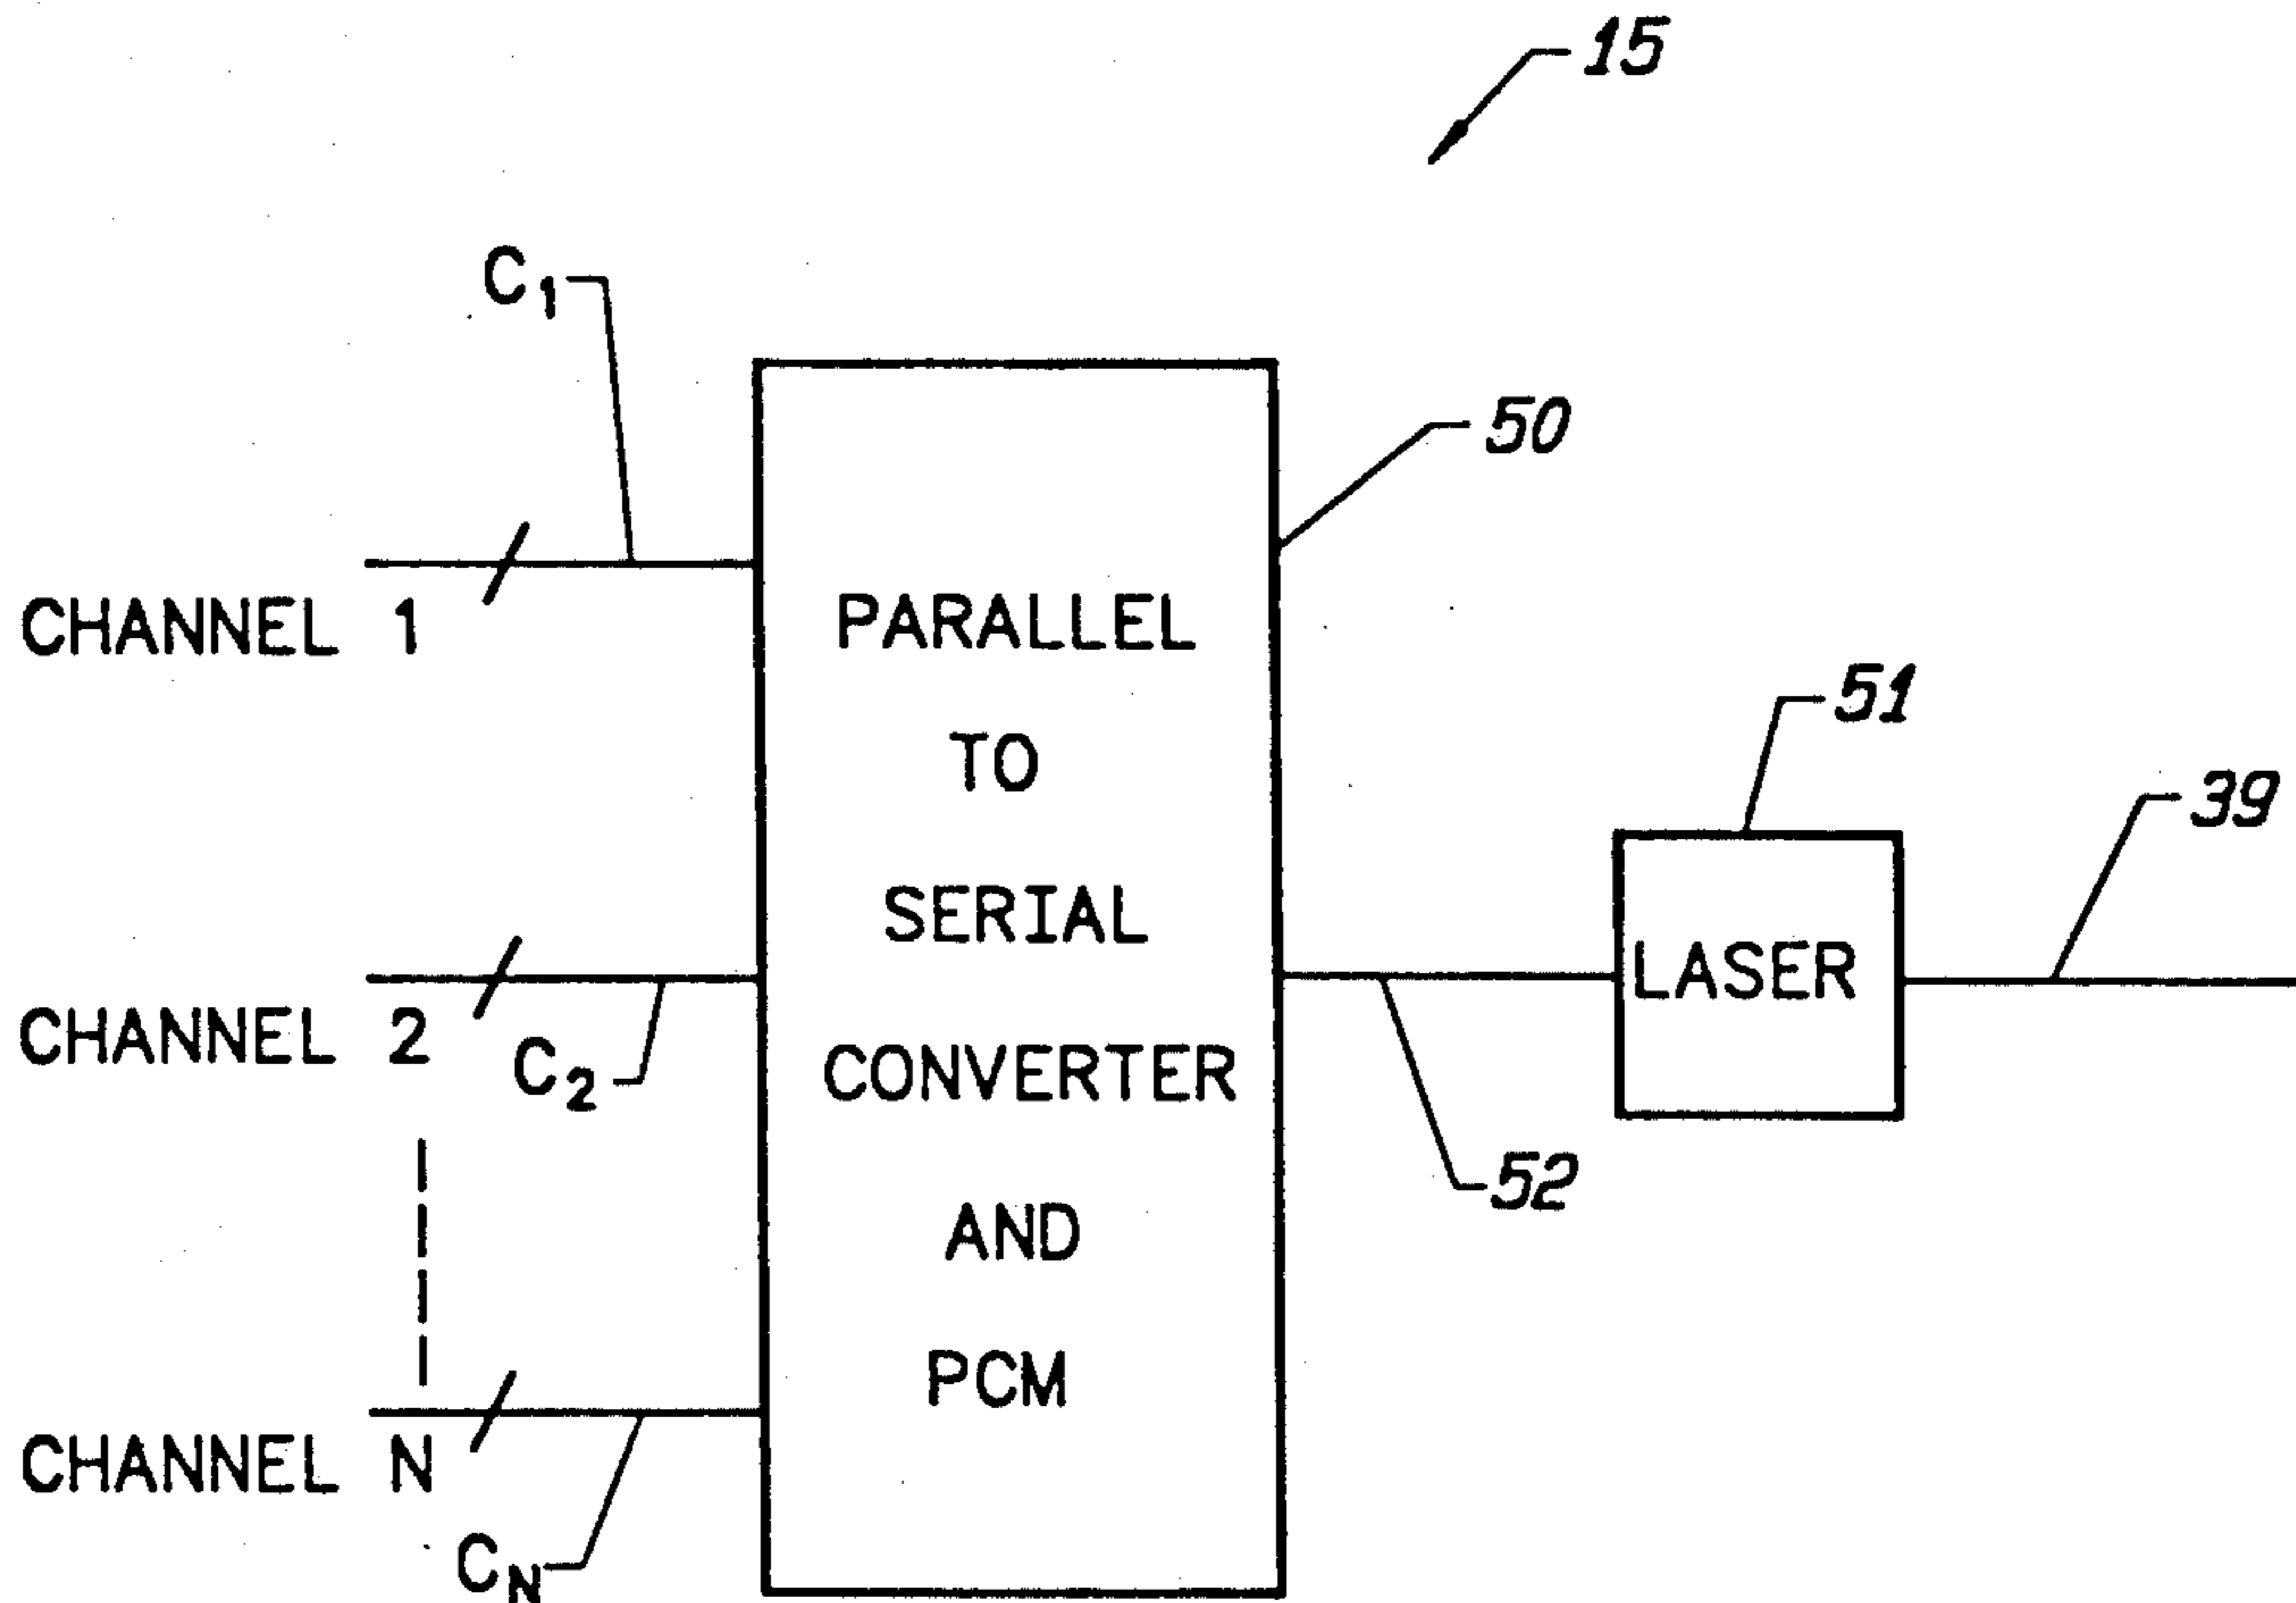 15
C1
50
CHANNEL 1
PARALLEL
TO
SERIAL
CONVERTER
AND
PCM
51
LASER
39
CHANNEL 2
C2
52
CHANNEL N
CN